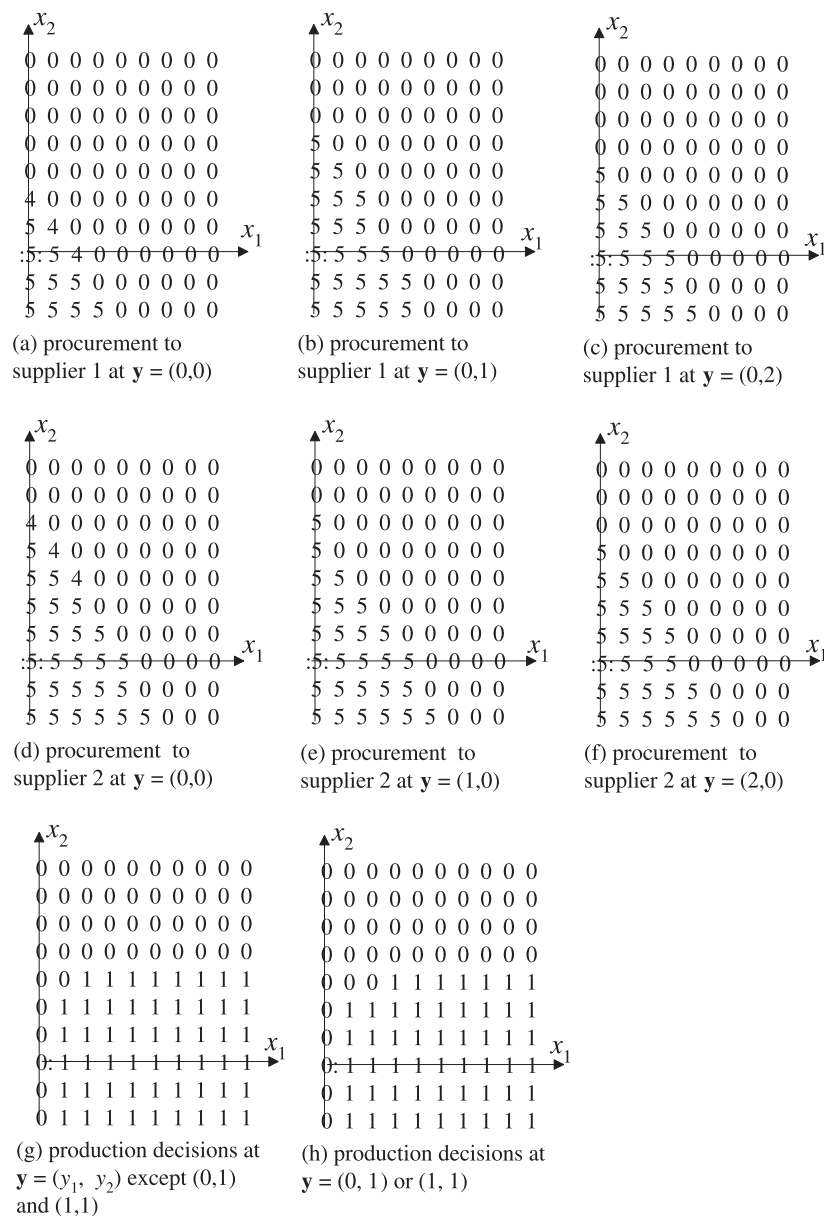 x₂
0 0 0 0 0 0 0 0 0
0 0 0 0 0 0 0 0 0
0 0 0 0 0 0 0 0 0
0 0 0 0 0 0 0 0 0
0 0 0 0 0 0 0 0 0
4 0 0 0 0 0 0 0 0
5 4 0 0 0 0 0 0 0
x₁
:5: 5 4 0 0 0 0 0 0
5 5 5 5 0 0 0 0 0
5 5 5 5 0 0 0 0 0
(a) procurement to
supplier 1 at y = (0,0)
x₂
0 0 0 0 0 0 0 0 0
0 0 0 0 0 0 0 0 0
0 0 0 0 0 0 0 0 0
5 0 0 0 0 0 0 0 0
5 5 0 0 0 0 0 0 0
5 5 5 0 0 0 0 0 0
5 5 5 0 0 0 0 0 0
x₁
:5: 5 5 5 0 0 0 0 0
5 5 5 5 0 0 0 0 0
5 5 5 5 5 0 0 0 0
(b) procurement to
supplier 1 at y = (0,1)
x₂
0 0 0 0 0 0 0 0 0
0 0 0 0 0 0 0 0 0
0 0 0 0 0 0 0 0 0
0 0 0 0 0 0 0 0 0
5 0 0 0 0 0 0 0 0
5 5 0 0 0 0 0 0 0
5 5 5 0 0 0 0 0 0
x₁
:5: 5 5 5 0 0 0 0 0
5 5 5 5 0 0 0 0 0
5 5 5 5 5 0 0 0 0
(c) procurement to
supplier 1 at y = (0,2)
x₂
0 0 0 0 0 0 0 0 0
0 0 0 0 0 0 0 0 0
4 0 0 0 0 0 0 0 0
5 4 0 0 0 0 0 0 0
5 5 4 0 0 0 0 0 0
5 5 5 0 0 0 0 0 0
5 5 5 5 0 0 0 0 0
x₁
:5: 5 5 5 5 0 0 0 0
5 5 5 5 5 0 0 0 0
5 5 5 5 5 5 0 0 0
(d) procurement to
supplier 2 at y = (0,0)
x₂
0 0 0 0 0 0 0 0 0
0 0 0 0 0 0 0 0 0
5 0 0 0 0 0 0 0 0
5 0 0 0 0 0 0 0 0
5 5 0 0 0 0 0 0 0
5 5 5 0 0 0 0 0 0
5 5 5 5 0 0 0 0 0
x₁
:5: 5 5 5 5 0 0 0 0
5 5 5 5 5 0 0 0 0
5 5 5 5 5 5 0 0 0
(e) procurement to
supplier 2 at y = (1,0)
x₂
0 0 0 0 0 0 0 0 0
0 0 0 0 0 0 0 0 0
0 0 0 0 0 0 0 0 0
5 0 0 0 0 0 0 0 0
5 5 0 0 0 0 0 0 0
5 5 5 0 0 0 0 0 0
5 5 5 5 0 0 0 0 0
x₁
:5: 5 5 5 0 0 0 0 0
5 5 5 5 5 0 0 0 0
5 5 5 5 5 5 0 0 0
(f) procurement to
supplier 2 at y = (2,0)
x₂
0 0 0 0 0 0 0 0 0 0
0 0 0 0 0 0 0 0 0 0
0 0 0 0 0 0 0 0 0 0
0 0 0 0 0 0 0 0 0 0
0 0 1 1 1 1 1 1 1 1
0 1 1 1 1 1 1 1 1 1
0 1 1 1 1 1 1 1 1 1
x₁
0: 1 1 1 1 1 1 1 1 1
0 1 1 1 1 1 1 1 1 1
0 1 1 1 1 1 1 1 1 1
(g) production decisions at
y = (y₁, y₂) except (0,1)
and (1,1)
x₂
0 0 0 0 0 0 0 0 0 0
0 0 0 0 0 0 0 0 0 0
0 0 0 0 0 0 0 0 0 0
0 0 0 0 0 0 0 0 0 0
0 0 0 1 1 1 1 1 1 1
0 1 1 1 1 1 1 1 1 1
0 1 1 1 1 1 1 1 1 1
x₁
0: 1 1 1 1 1 1 1 1 1
0 1 1 1 1 1 1 1 1 1
0 1 1 1 1 1 1 1 1 1
(h) production decisions at
y = (0, 1) or (1, 1)